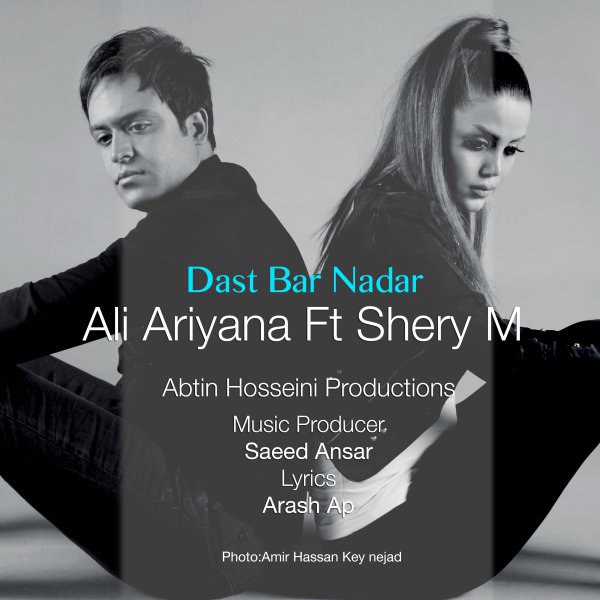 Dast Bar Nadar
Ali Ariyana Ft Shery M
Abtin Hosseini Productions
Music Producer
Saeed Ansar
Lyrics
Arash Ap
Photo:Amir Hassan Key nejad